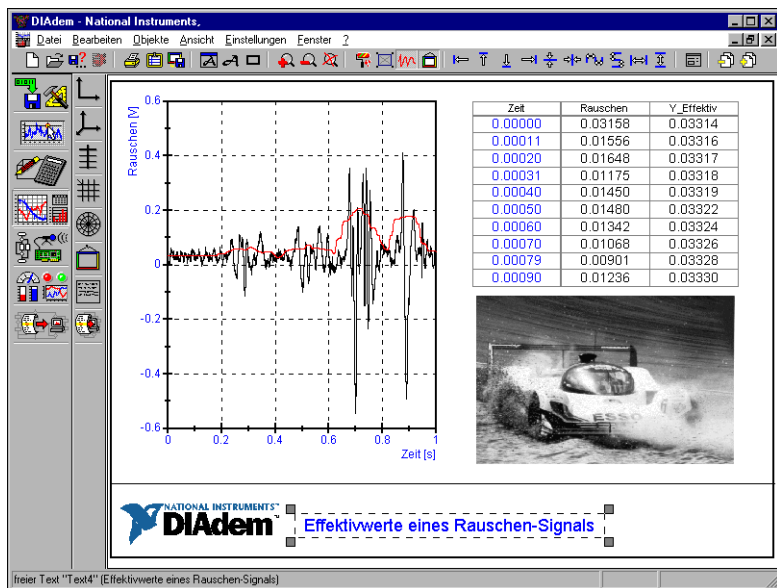 DIAdem - National Instruments,
Datei Bearbeiten Objekte Ansicht Einstellungen Fenster ?
0.6
0.4
0.2
0
-0.2
-0.4
-0.6
Rauschen [V]
0 0.2 0.4 0.6 0.8 1
Zeit [s]
Zeit Rauschen Y_Effektiv
0.00000 0.03158 0.03314
0.00011 0.01556 0.03316
0.00020 0.01648 0.03317
0.00031 0.01175 0.03318
0.00040 0.01450 0.03319
0.00050 0.01480 0.03322
0.00060 0.01342 0.03324
0.00070 0.01068 0.03326
0.00079 0.00901 0.03328
0.00090 0.01236 0.03330
ESSO
NATIONAL INSTRUMENTS™
DIAdem™
Effektivwerte eines Rauschen-Signals
freier Text "Text4" (Effektivwerte eines Rauschen-Signals)